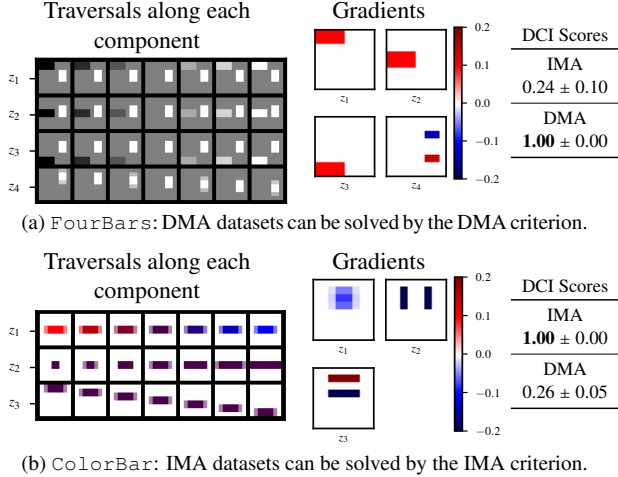 Traversals along each
component
Gradients
DCI Scores
IMA
0.24 ± 0.10
DMA
1.00 ± 0.00
z1
z2
z3
z4
z1
z2
z3
z4
0.2
0.1
0.0
−0.1
−0.2
(a) FourBars: DMA datasets can be solved by the DMA criterion.
Traversals along each
component
Gradients
DCI Scores
IMA
1.00 ± 0.00
DMA
0.26 ± 0.05
z1
z2
z3
z1
z2
z3
0.2
0.1
0.0
−0.1
−0.2
(b) ColorBar: IMA datasets can be solved by the IMA criterion.